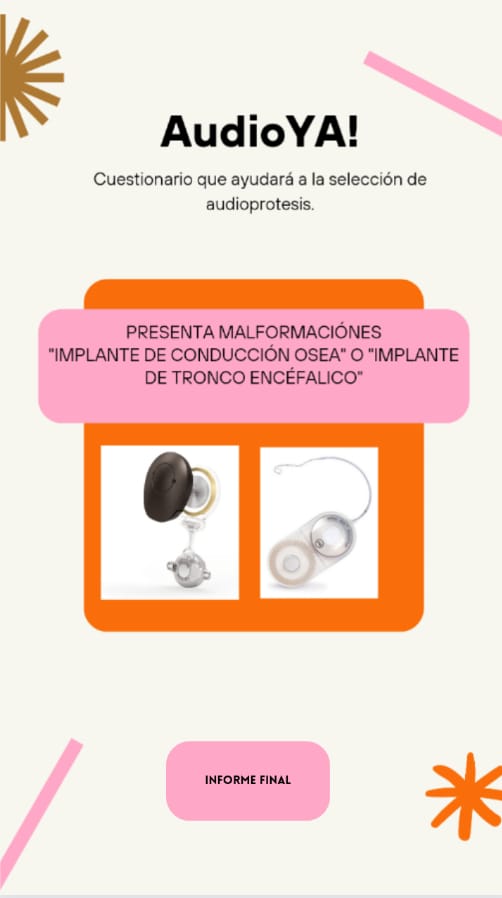 AudioYA!
Cuestionario que ayudará a la selección de
audioprotesis.
PRESENTA MALFORMACIÓNES
"IMPLANTE DE CONDUCCIÓN OSEA" O "IMPLANTE
DE TRONCO ENCÉFALICO"
INFORME FINAL